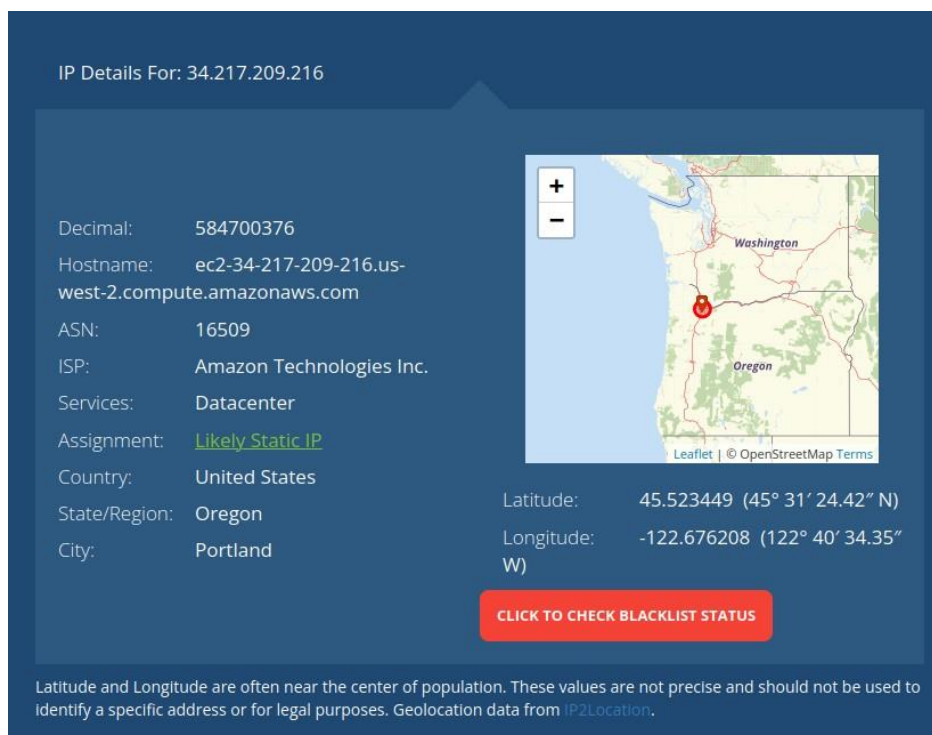 IP Details For: 34.217.209.216
Decimal: 584700376
Hostname: ec2-34-217-209-216.us-
west-2.compute.amazonaws.com
ASN: 16509
ISP: Amazon Technologies Inc.
Services: Datacenter
Assignment: Likely Static IP
Country: United States
State/Region: Oregon
City: Portland
+
−
Washington
Oregon
Leaflet | © OpenStreetMap Terms
Latitude: 45.523449 (45° 31′ 24.42″ N)
Longitude: -122.676208 (122° 40′ 34.35″
W)
CLICK TO CHECK BLACKLIST STATUS
Latitude and Longitude are often near the center of population. These values are not precise and should not be used to
identify a specific address or for legal purposes. Geolocation data from IP2Location.